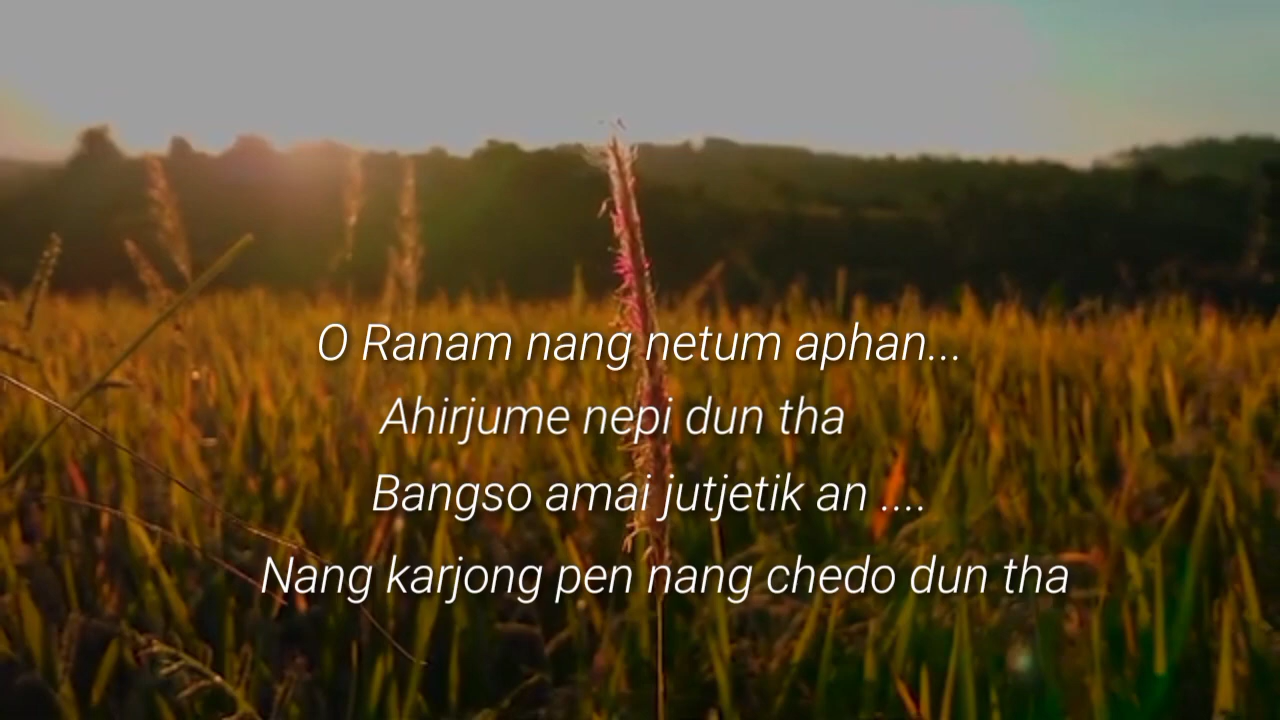 O Ranam nang netum aphan...
Ahirjume nepi dun tha
Bangso amai jutjetik an ....
Nang karjong pen nang chedo dun tha